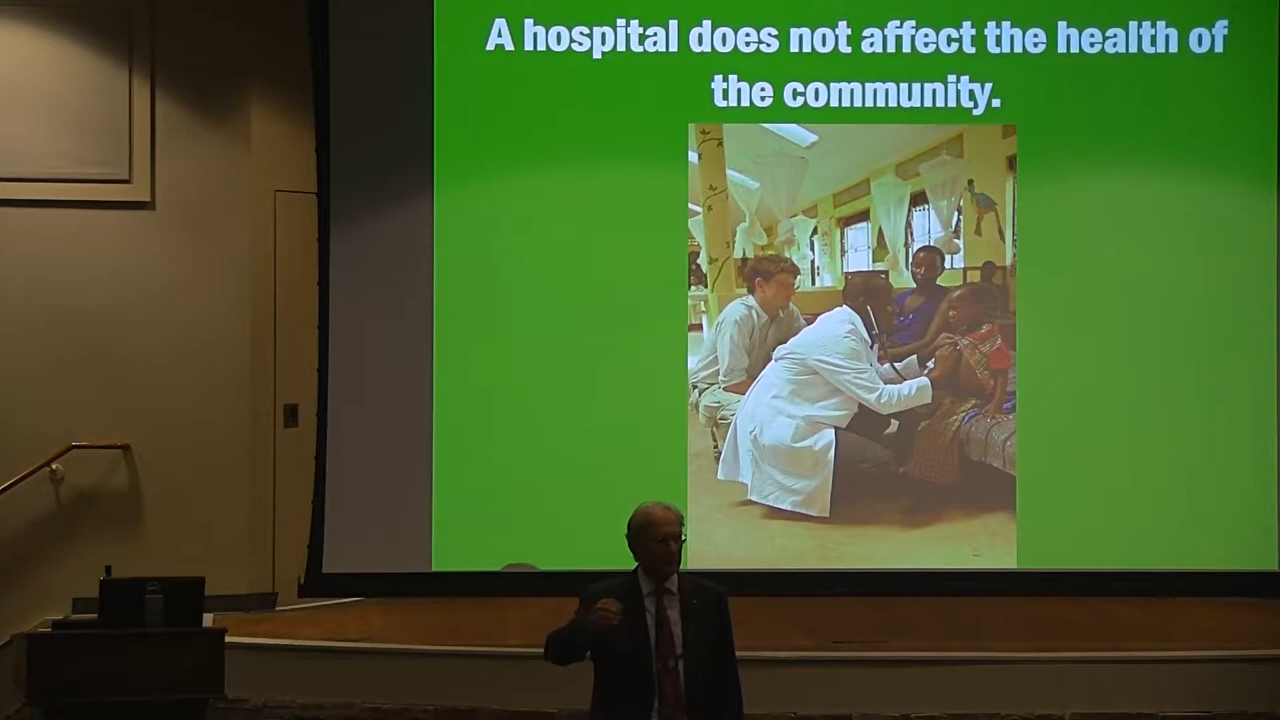 A hospital does not affect the health of
the community.